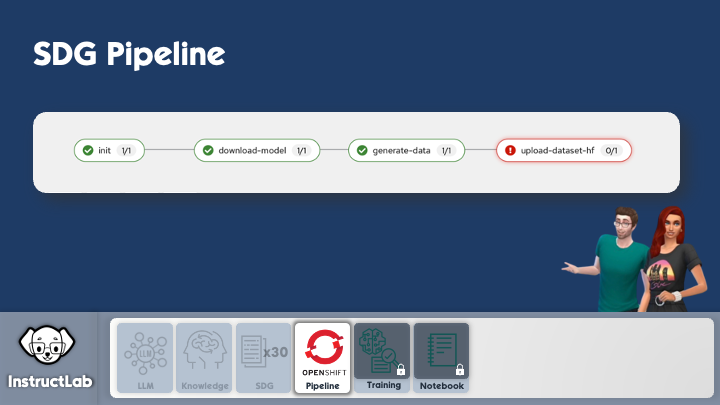 SDG Pipeline
init 1/1
download-model 1/1
generate-data 1/1
upload-dataset-hf 0/1
InstructLab
LLM
LLM
Knowledge
x30
SDG
OPENSHIFT
Pipeline
Training
Notebook